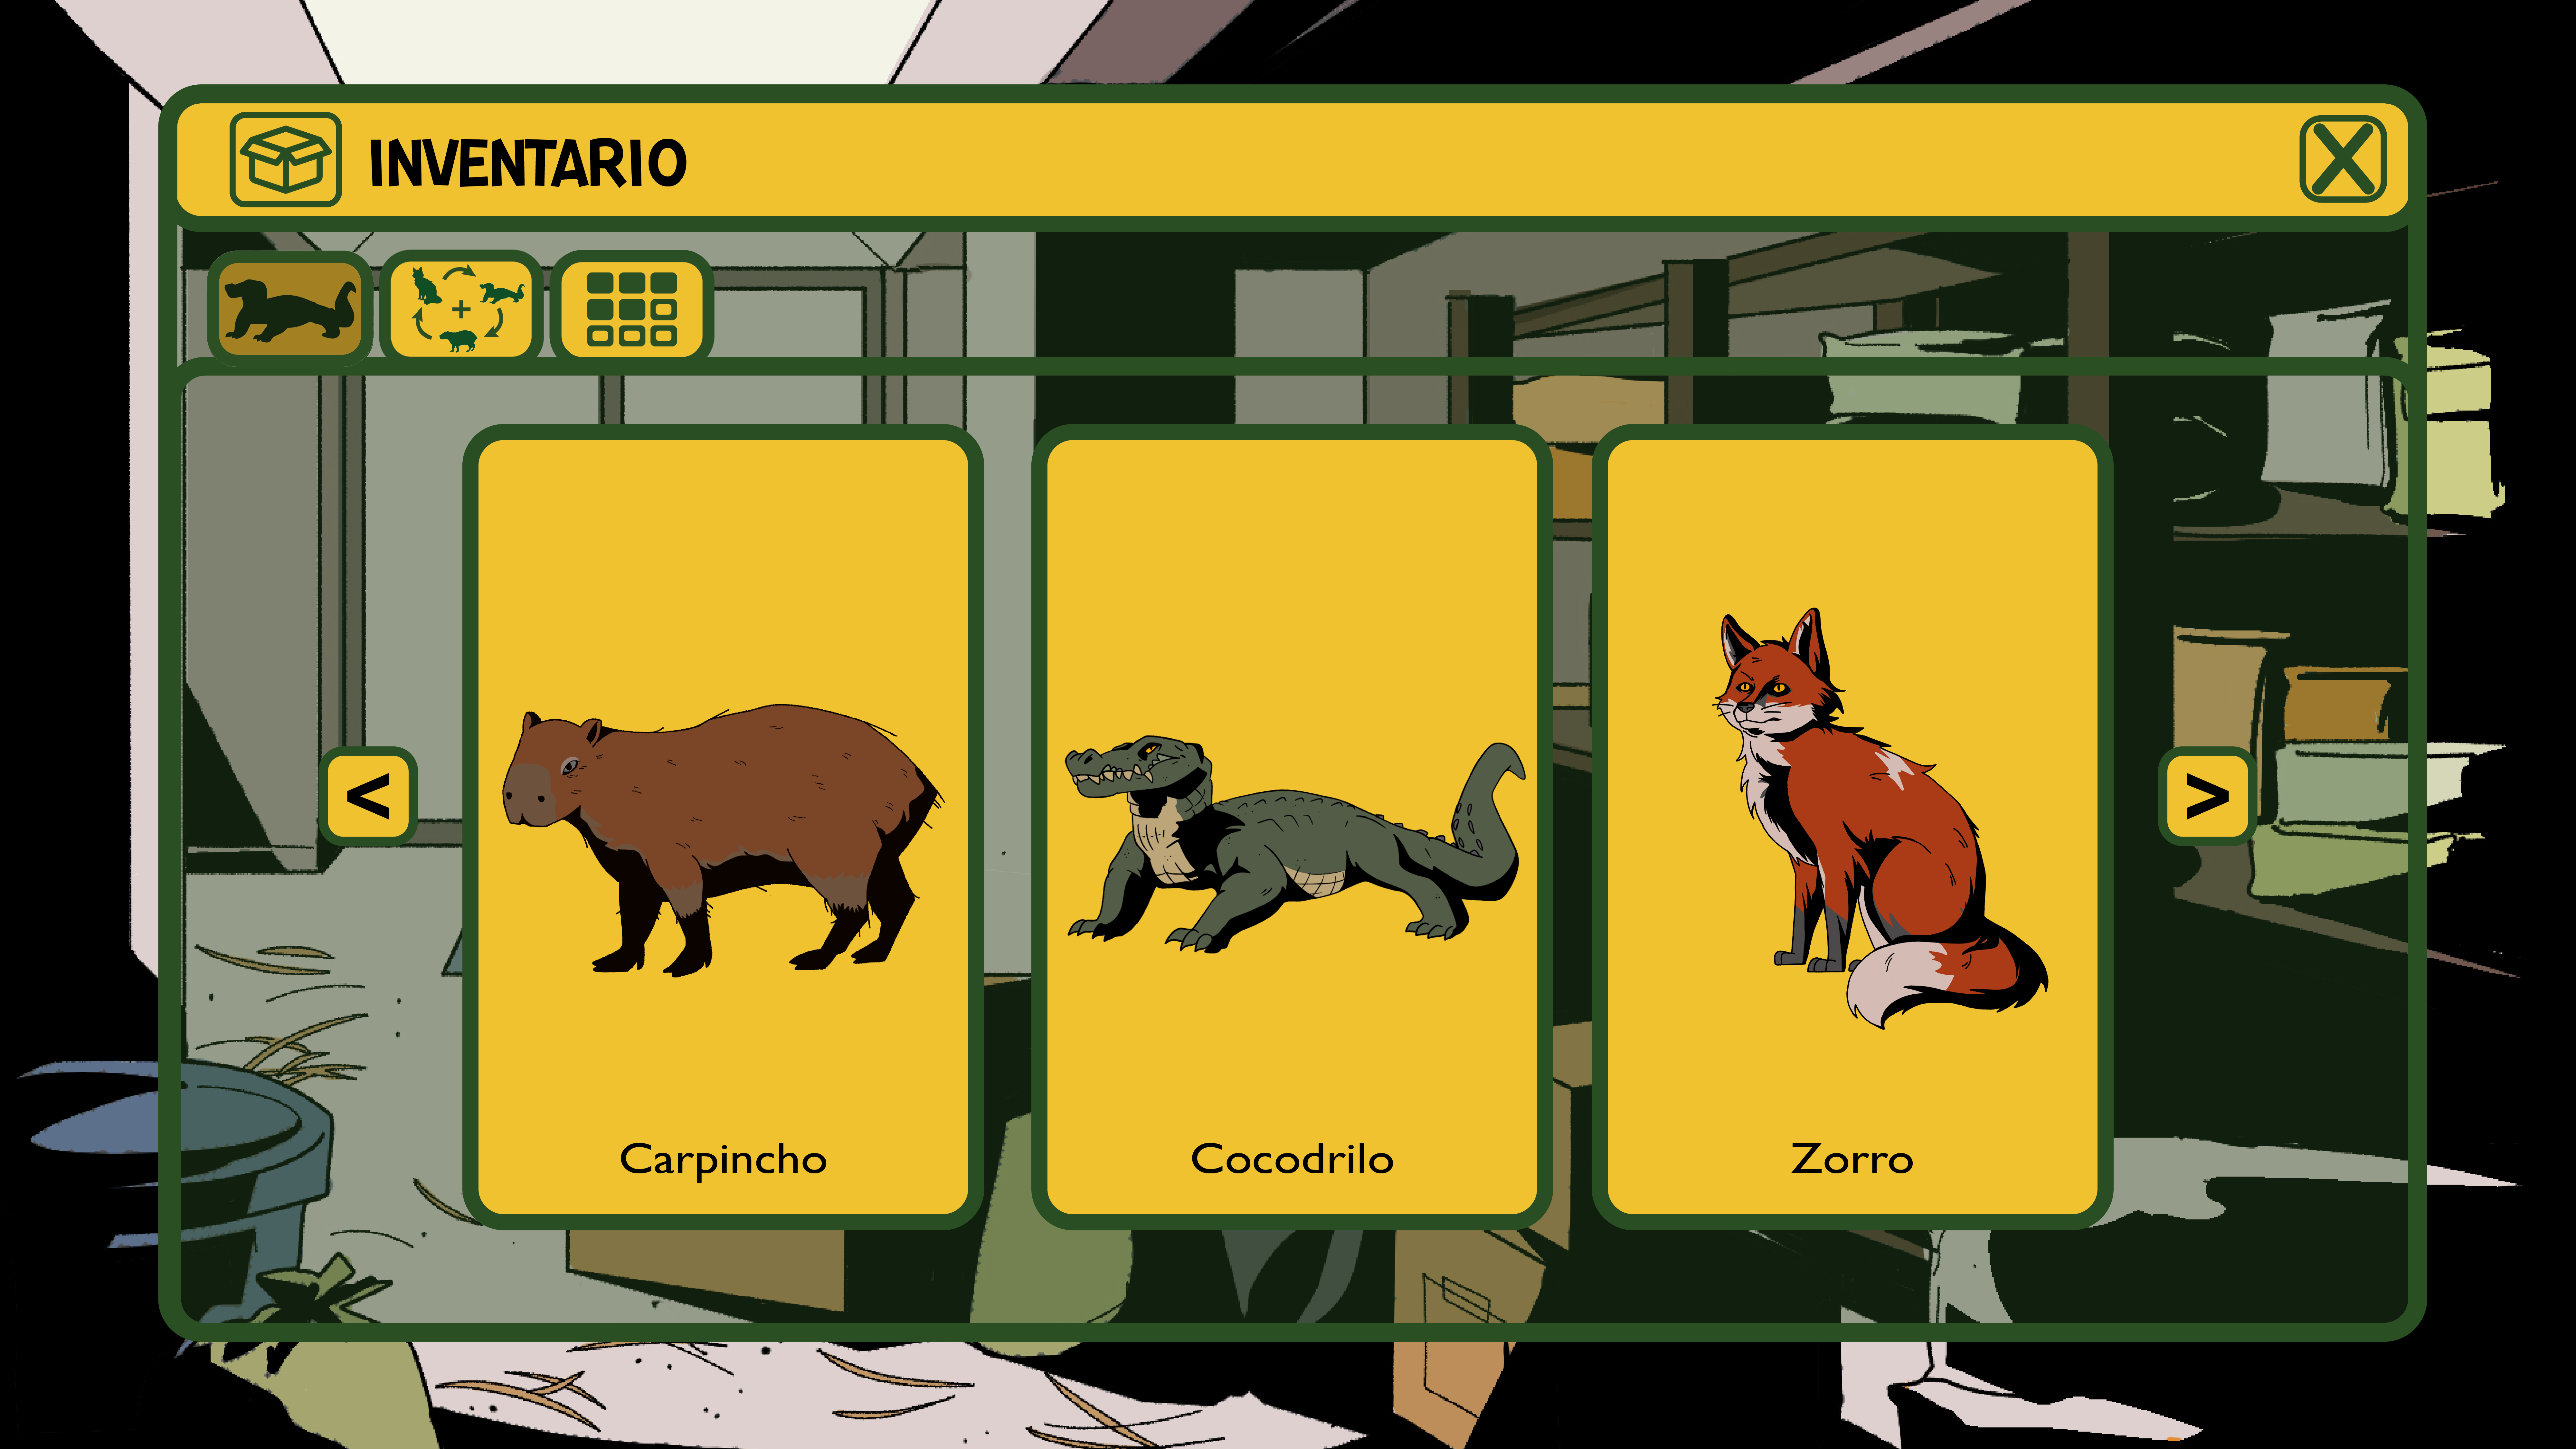 INVENTARIO
X
+
<
>
Carpincho
Cocodrilo
Zorro